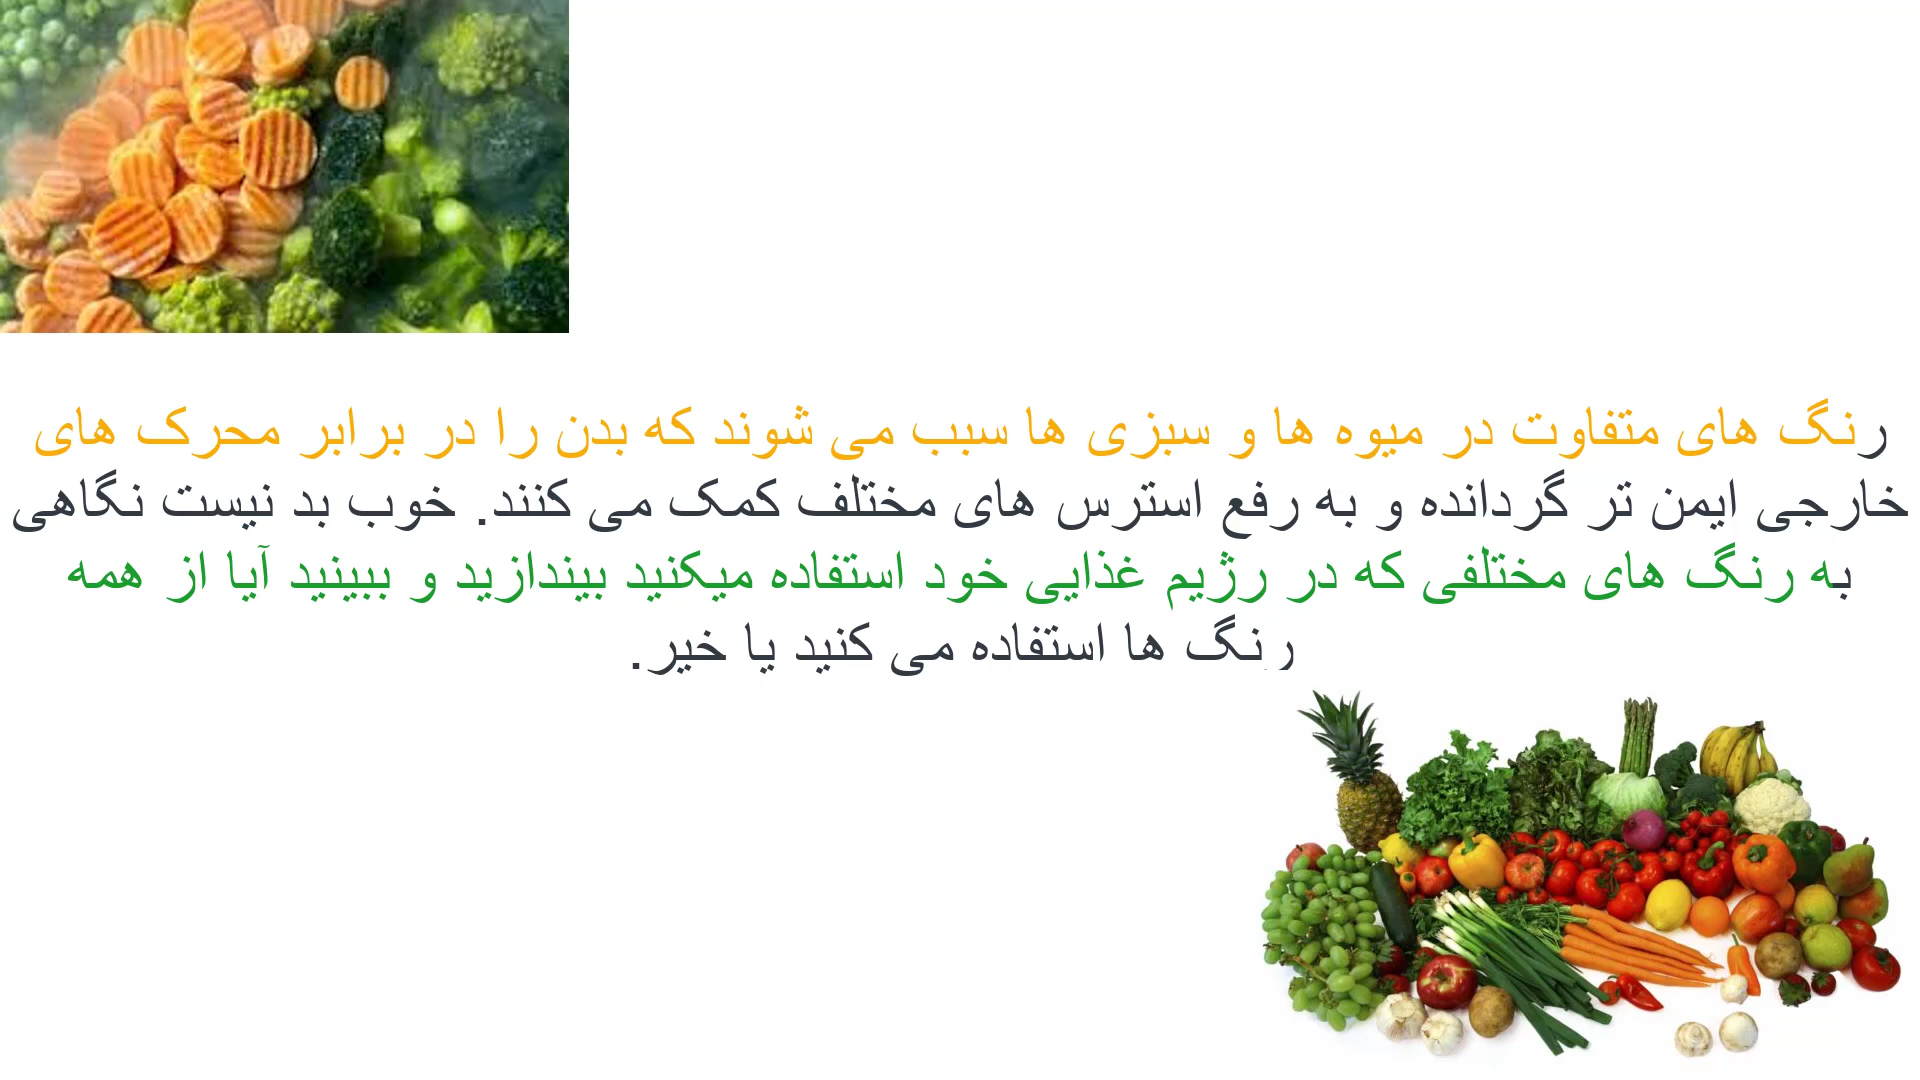 رنگ های متفاوت در میوه ها و سبزی ها سبب می شوند که بدن را در برابر محرک های
خارجی ایمن تر گردانده و به رفع استرس های مختلف کمک می کنند. خوب بد نیست نگاهی
به رنگ های مختلفی که در رژیم غذایی خود استفاده میکنید بیندازید و ببینید آیا از همه
رنگ ها استفاده می کنید یا خیر.